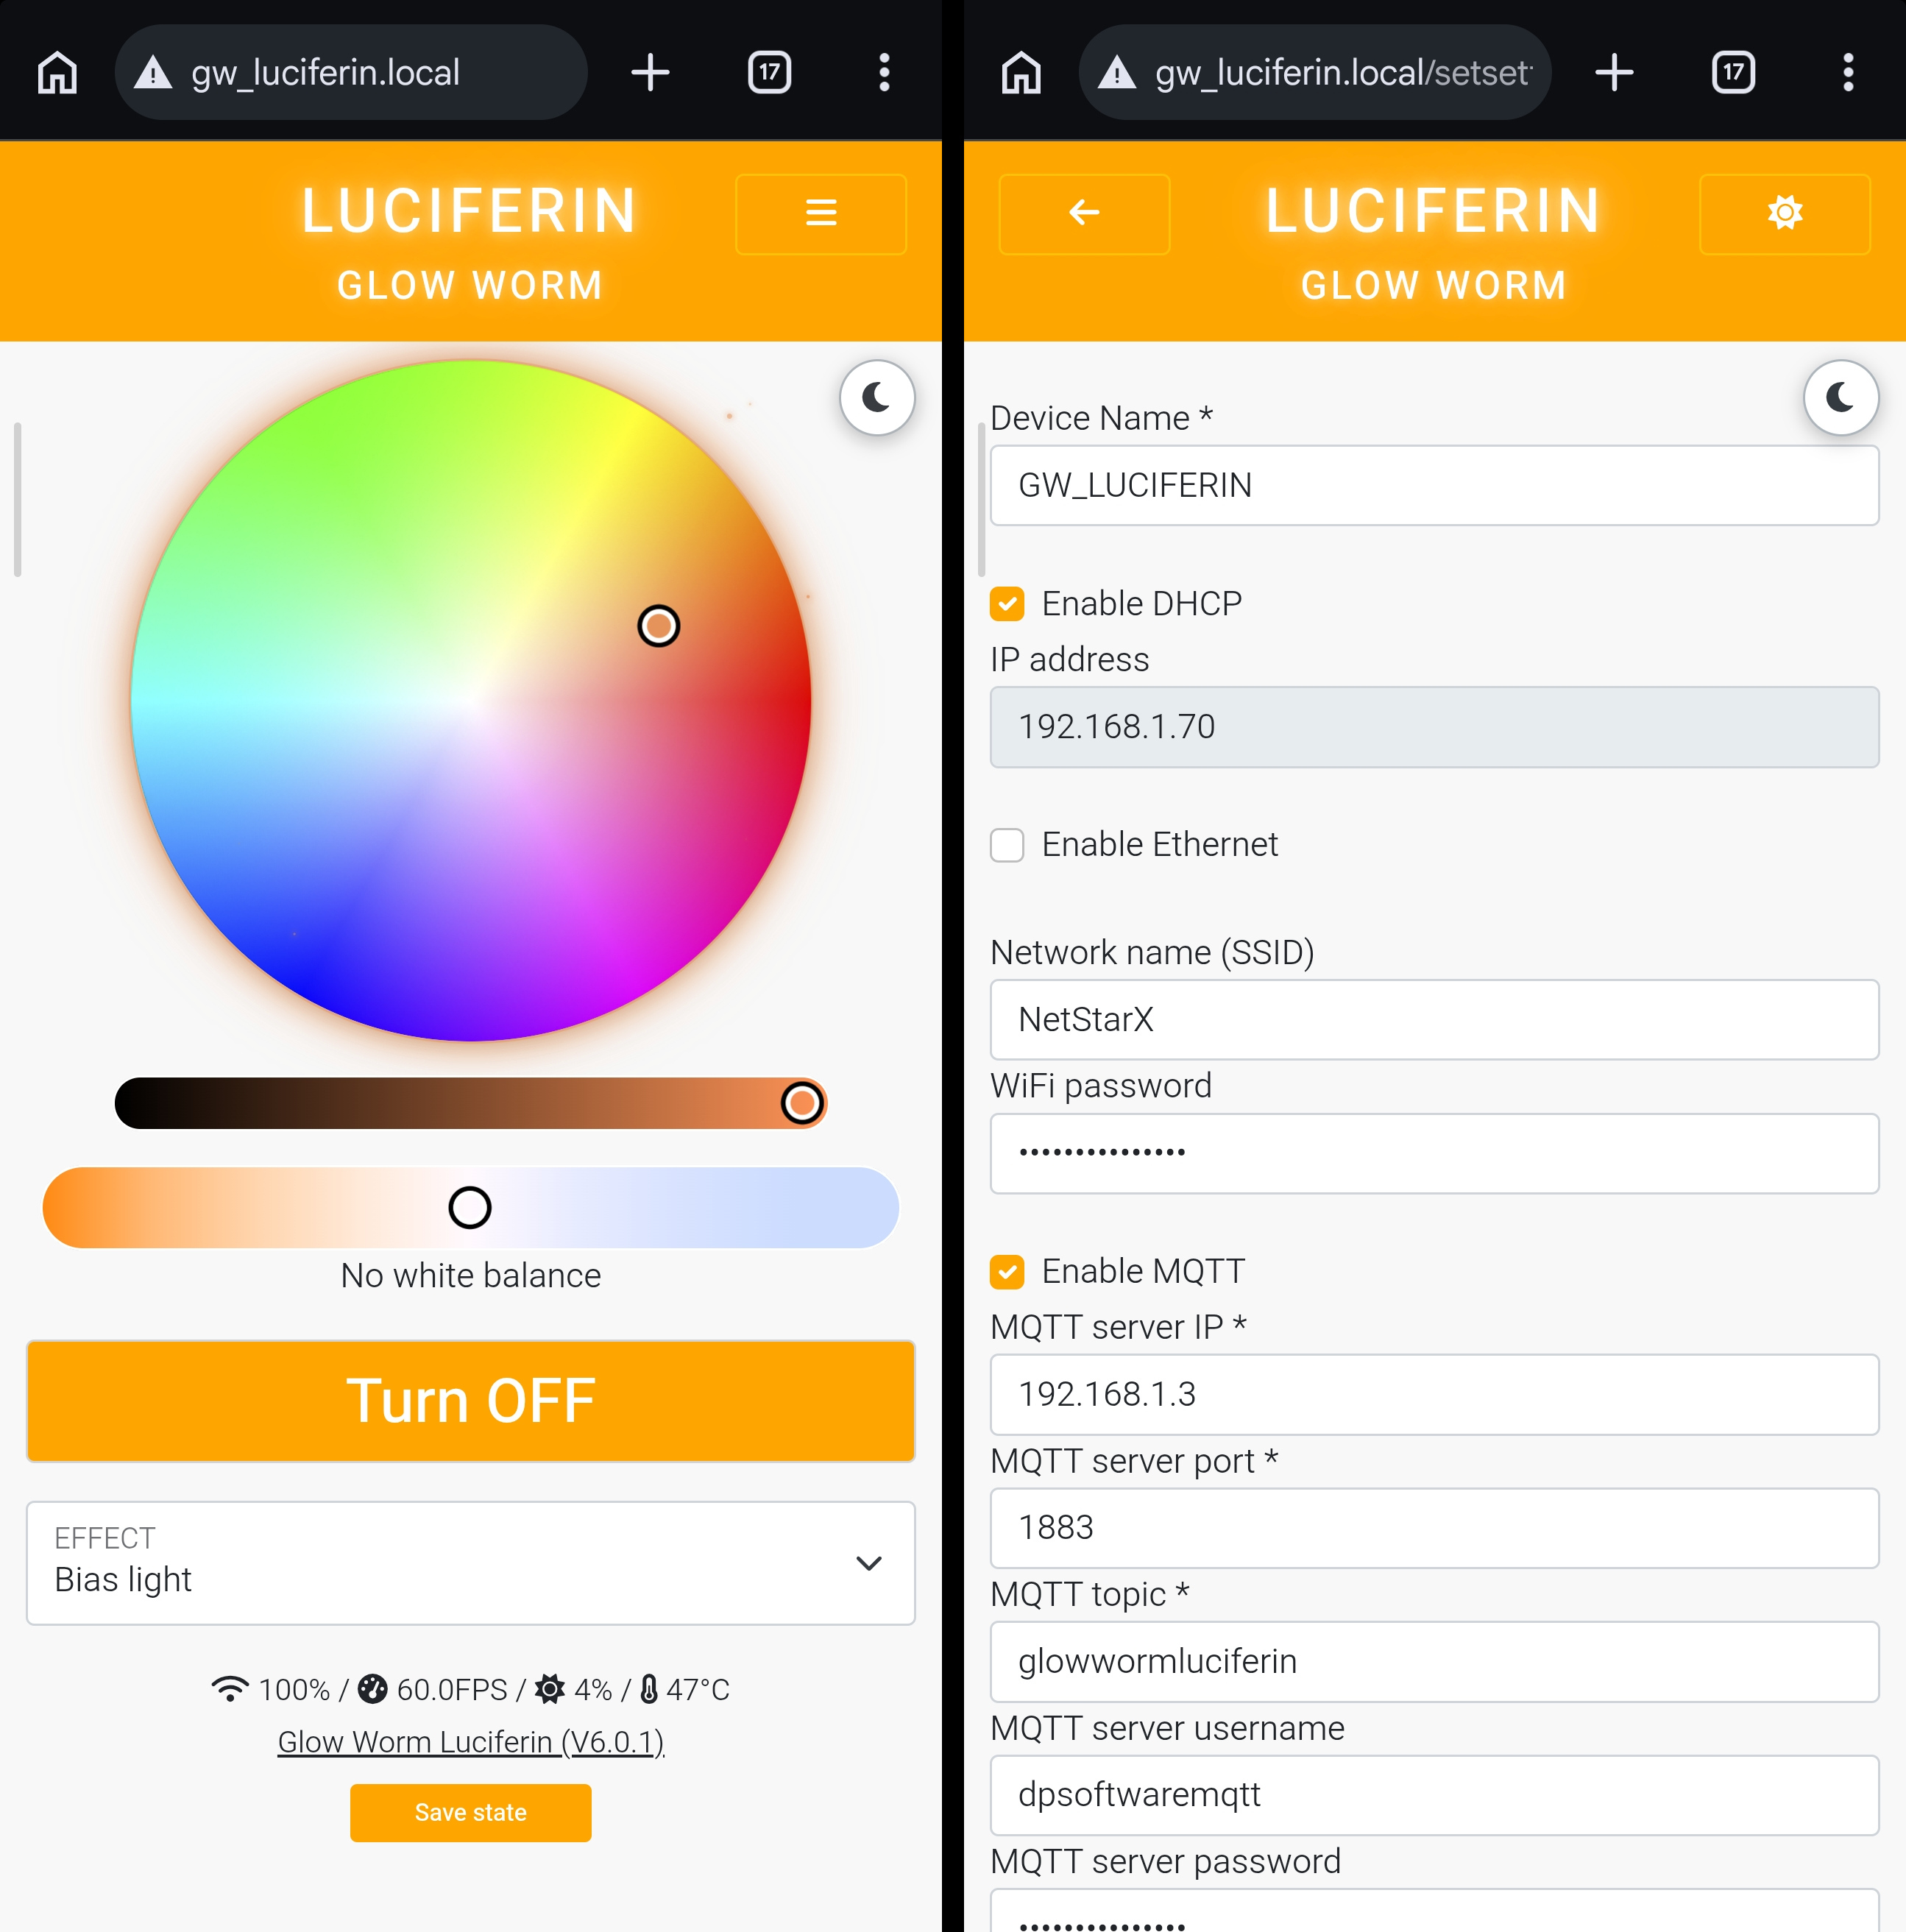 gw_luciferin.local
17
LUCIFERIN
GLOW WORM
No white balance
Turn OFF
EFFECT
Bias light
100% / 60.0FPS / 4% / 47°C
Glow Worm Luciferin (V6.0.1)
Save state
gw_luciferin.local/setset
17
LUCIFERIN
GLOW WORM
Device Name *
GW_LUCIFERIN
Enable DHCP
IP address
192.168.1.70
Enable Ethernet
Network name (SSID)
NetStarX
WiFi password
•••••••••••••••
Enable MQTT
MQTT server IP *
192.168.1.3
MQTT server port *
1883
MQTT topic *
glowwormluciferin
MQTT server username
dpsoftwaremqtt
MQTT server password
•••••••••••••••